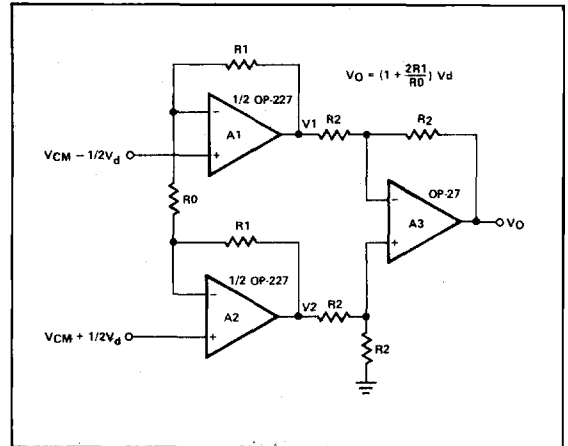 R1
VO = (1 + 2R1/R0) Vd
1/2 OP-227
V1
R2
R2
A1
VCM – 1/2Vd
OP-27
R0
R1
A3
VO
1/2 OP-227
V2
R2
A2
VCM + 1/2Vd
R2